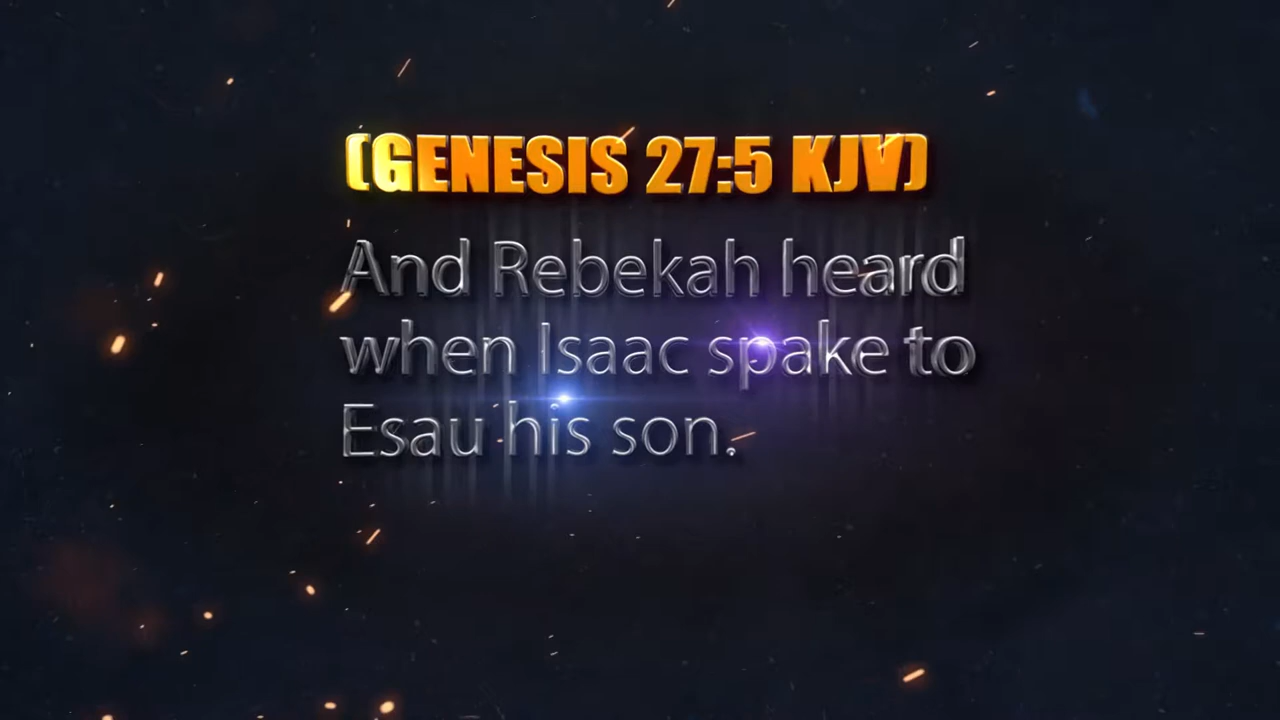 (GENESIS 27:5 KJV)
And Rebekah heard
when Isaac spake to
Esau his son.